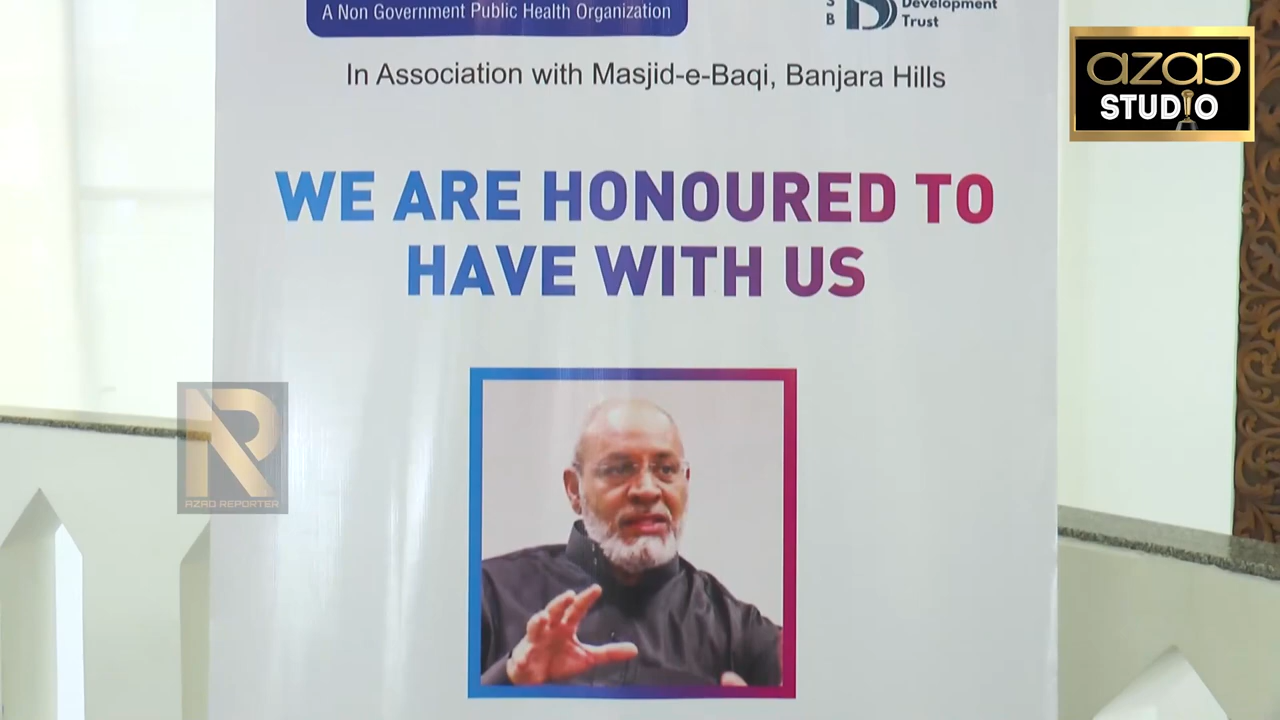 A Non Government Public Health Organization
S
B
Development
Trust
In Association with Masjid-e-Baqi, Banjara Hills
WE ARE HONOURED TO
HAVE WITH US
azad
STUDIO
R
AZAD REPORTER